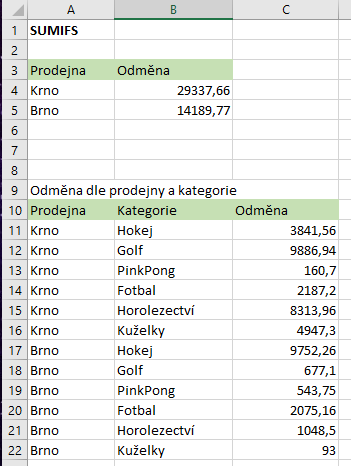 A B C
1 SUMIFS
2
3 Prodejna Odměna
4 Krno 29337,66
5 Brno 14189,77
6
7
8
9 Odměna dle prodejny a kategorie
10 Prodejna Kategorie Odměna
11 Krno Hokej 3841,56
12 Krno Golf 9886,94
13 Krno PinkPong 160,7
14 Krno Fotbal 2187,2
15 Krno Horolezectví 8313,96
16 Krno Kuželky 4947,3
17 Brno Hokej 9752,26
18 Brno Golf 677,1
19 Brno PinkPong 543,75
20 Brno Fotbal 2075,16
21 Brno Horolezectví 1048,5
22 Brno Kuželky 93